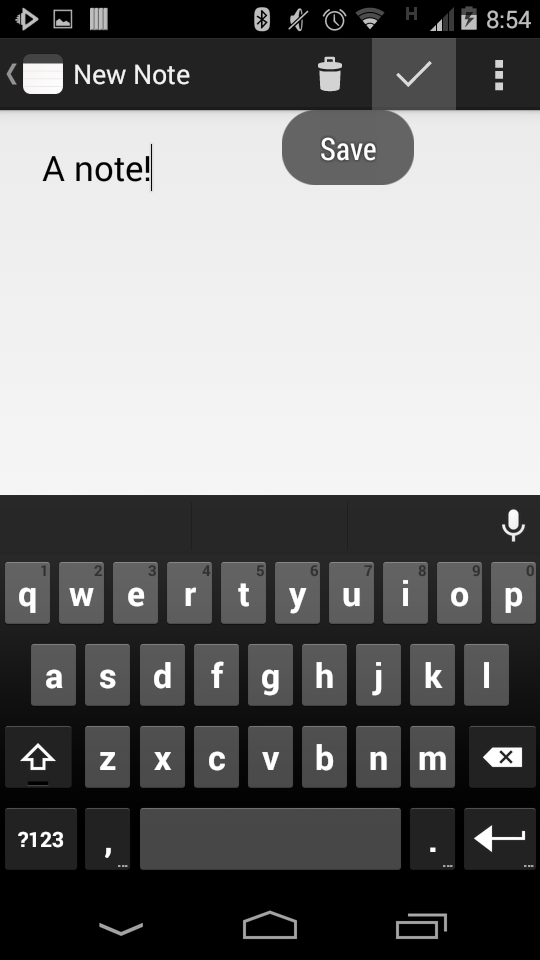 H 8:54
New Note
Save
A note!
1 2 3 4 5 6 7 8 9 0
q w e r t y u i o p
a s d f g h j k l
z x c v b n m
?123 , ... . ... ...